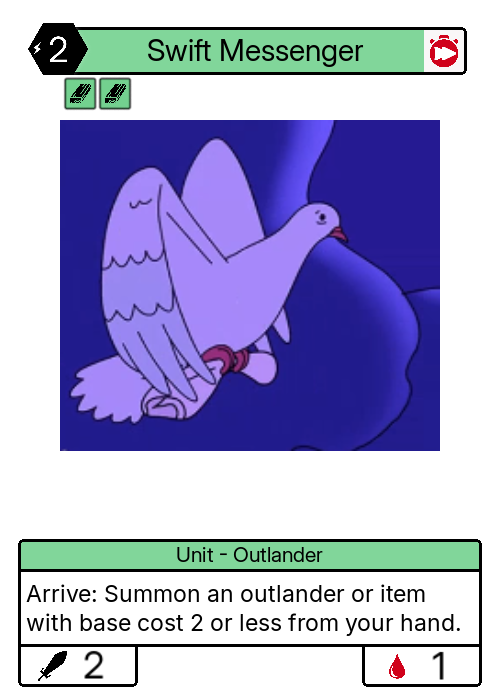 2
Swift Messenger
Unit - Outlander
Arrive: Summon an outlander or item
with base cost 2 or less from your hand.
2
1